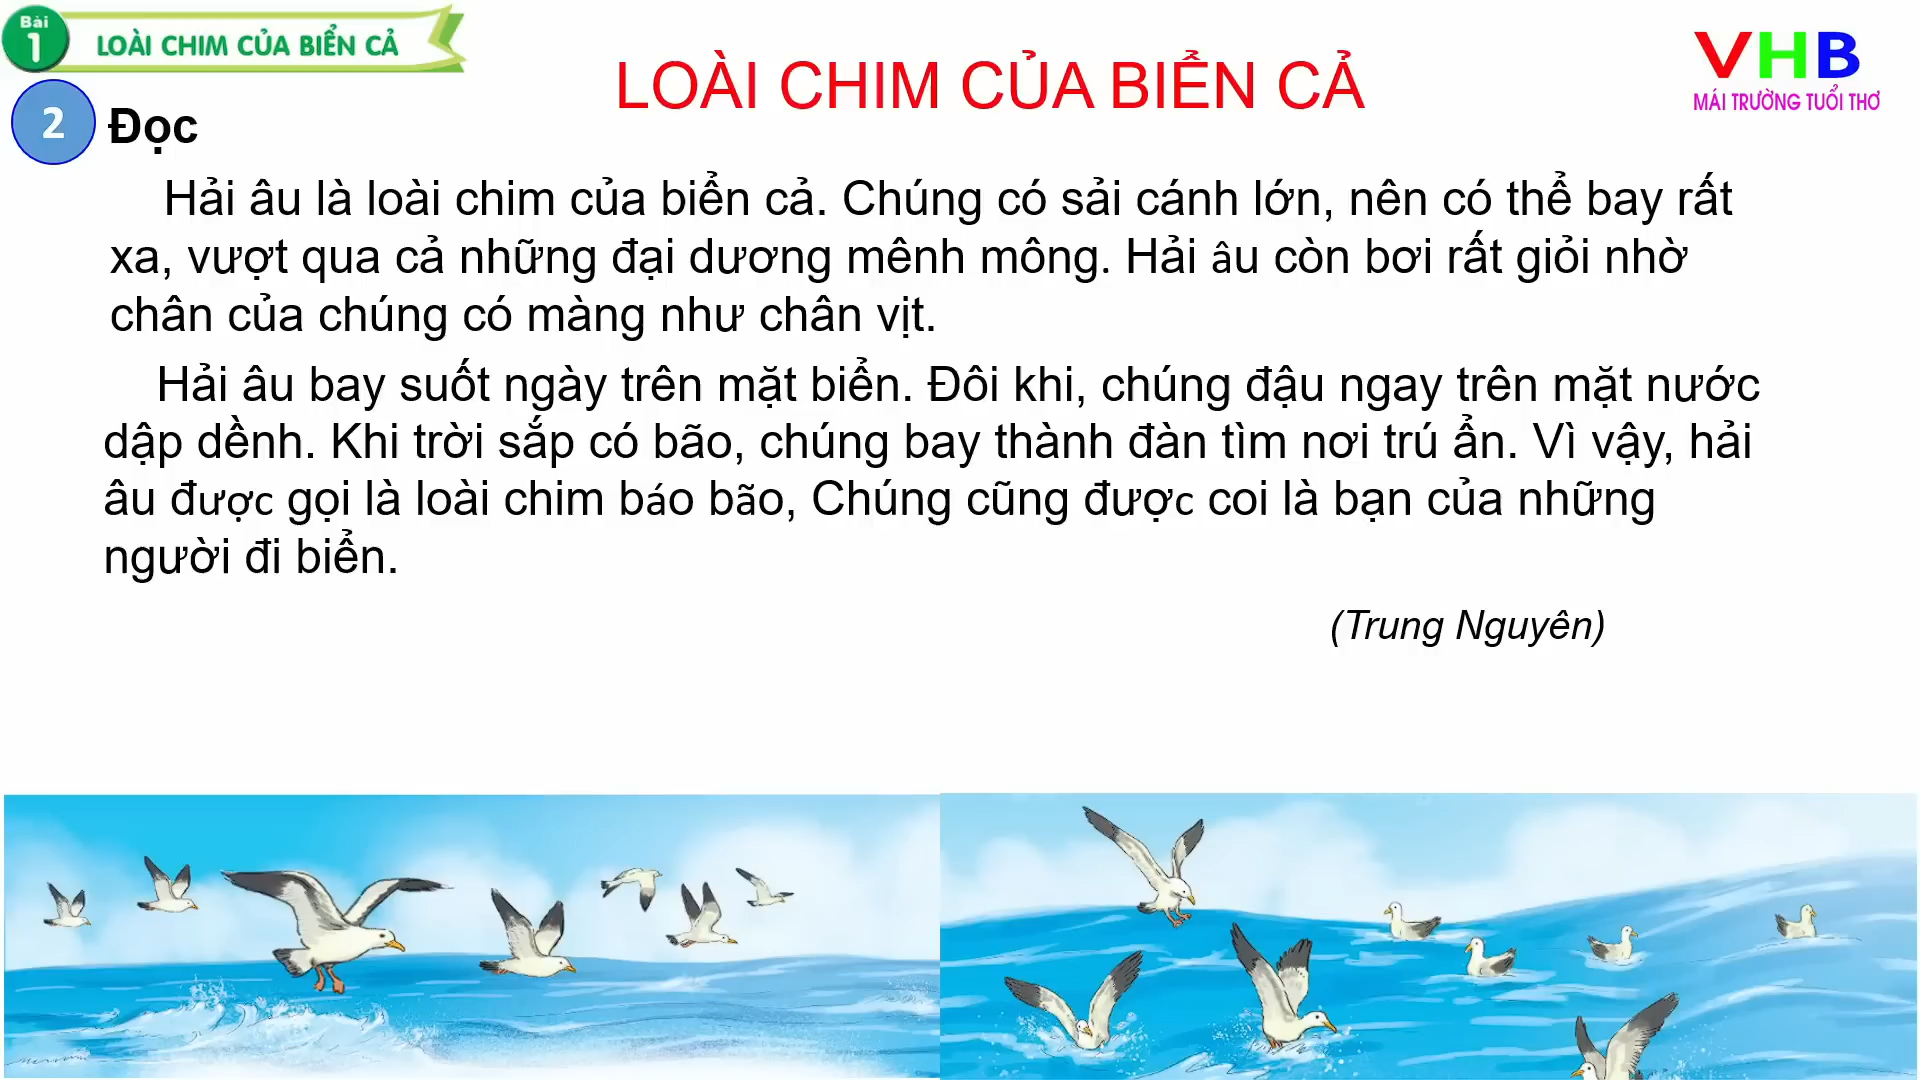 Bài
1
LOÀI CHIM CỦA BIỂN CẢ
LOÀI CHIM CỦA BIỂN CẢ
VHB
MÁI TRƯỜNG TUỔI THƠ
2
Đọc
Hải âu là loài chim của biển cả. Chúng có sải cánh lớn, nên có thể bay rất
xa, vượt qua cả những đại dương mênh mông. Hải âu còn bơi rất giỏi nhờ
chân của chúng có màng như chân vịt.
Hải âu bay suốt ngày trên mặt biển. Đôi khi, chúng đậu ngay trên mặt nước
dập dềnh. Khi trời sắp có bão, chúng bay thành đàn tìm nơi trú ẩn. Vì vậy, hải
âu được gọi là loài chim báo bão, Chúng cũng được coi là bạn của những
người đi biển.
(Trung Nguyên)